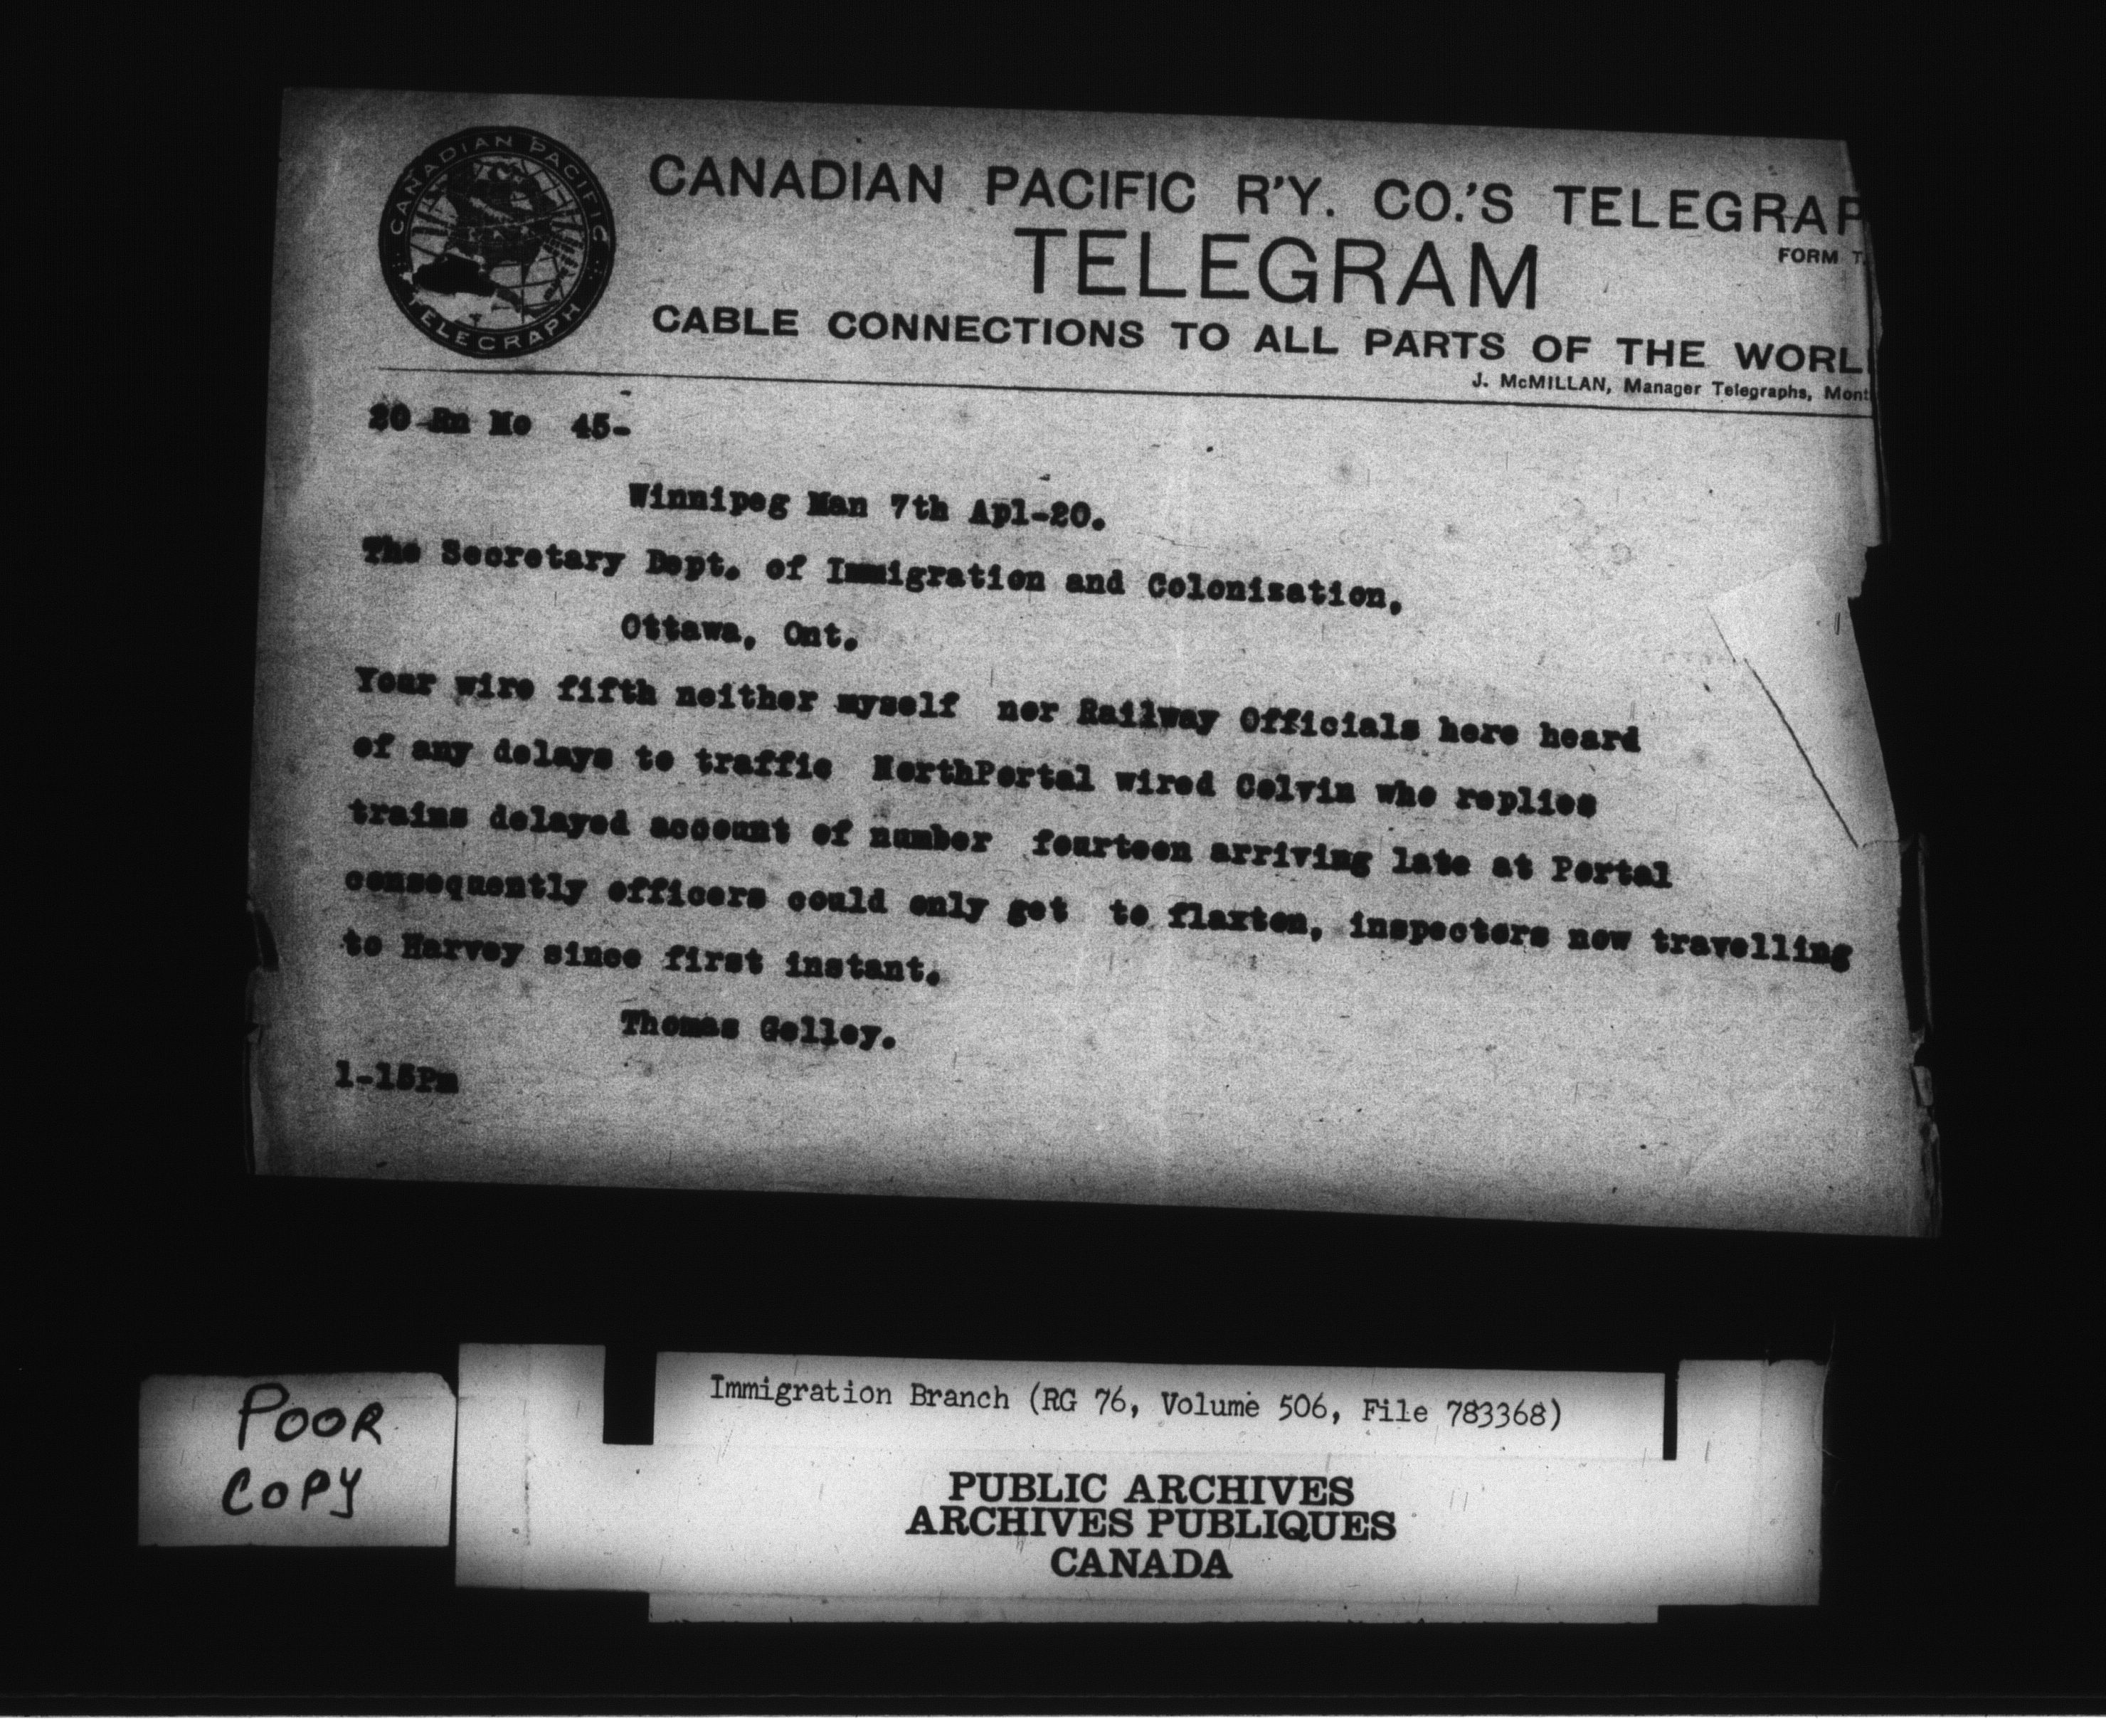 CANADIAN PACIFIC TELEGRAPH
CANADIAN PACIFIC R'Y. CO.'S TELEGRAP
TELEGRAM
FORM T.
CABLE CONNECTIONS TO ALL PARTS OF THE WORL
J. McMILLAN, Manager Telegraphs, Mont
20 Rn Mo 45-
Winnipeg Man 7th Apl-20.
The Secretary Dept. of Immigration and Colonization,
Ottawa, Ont.
Your wire fifth neither myself nor Railway Officials here heard
of any delays to traffic NorthPortal wired Colvin who replies
trains delayed account of number fourteen arriving late at Portal
consequently officers could only get to flaxton, inspectors now travelling
to Harvey since first instant.
Thomas Gelley.
1-15Pm
POOR
COPY
Immigration Branch (RG 76, Volume 506, File 783368)
PUBLIC ARCHIVES
ARCHIVES PUBLIQUES
CANADA